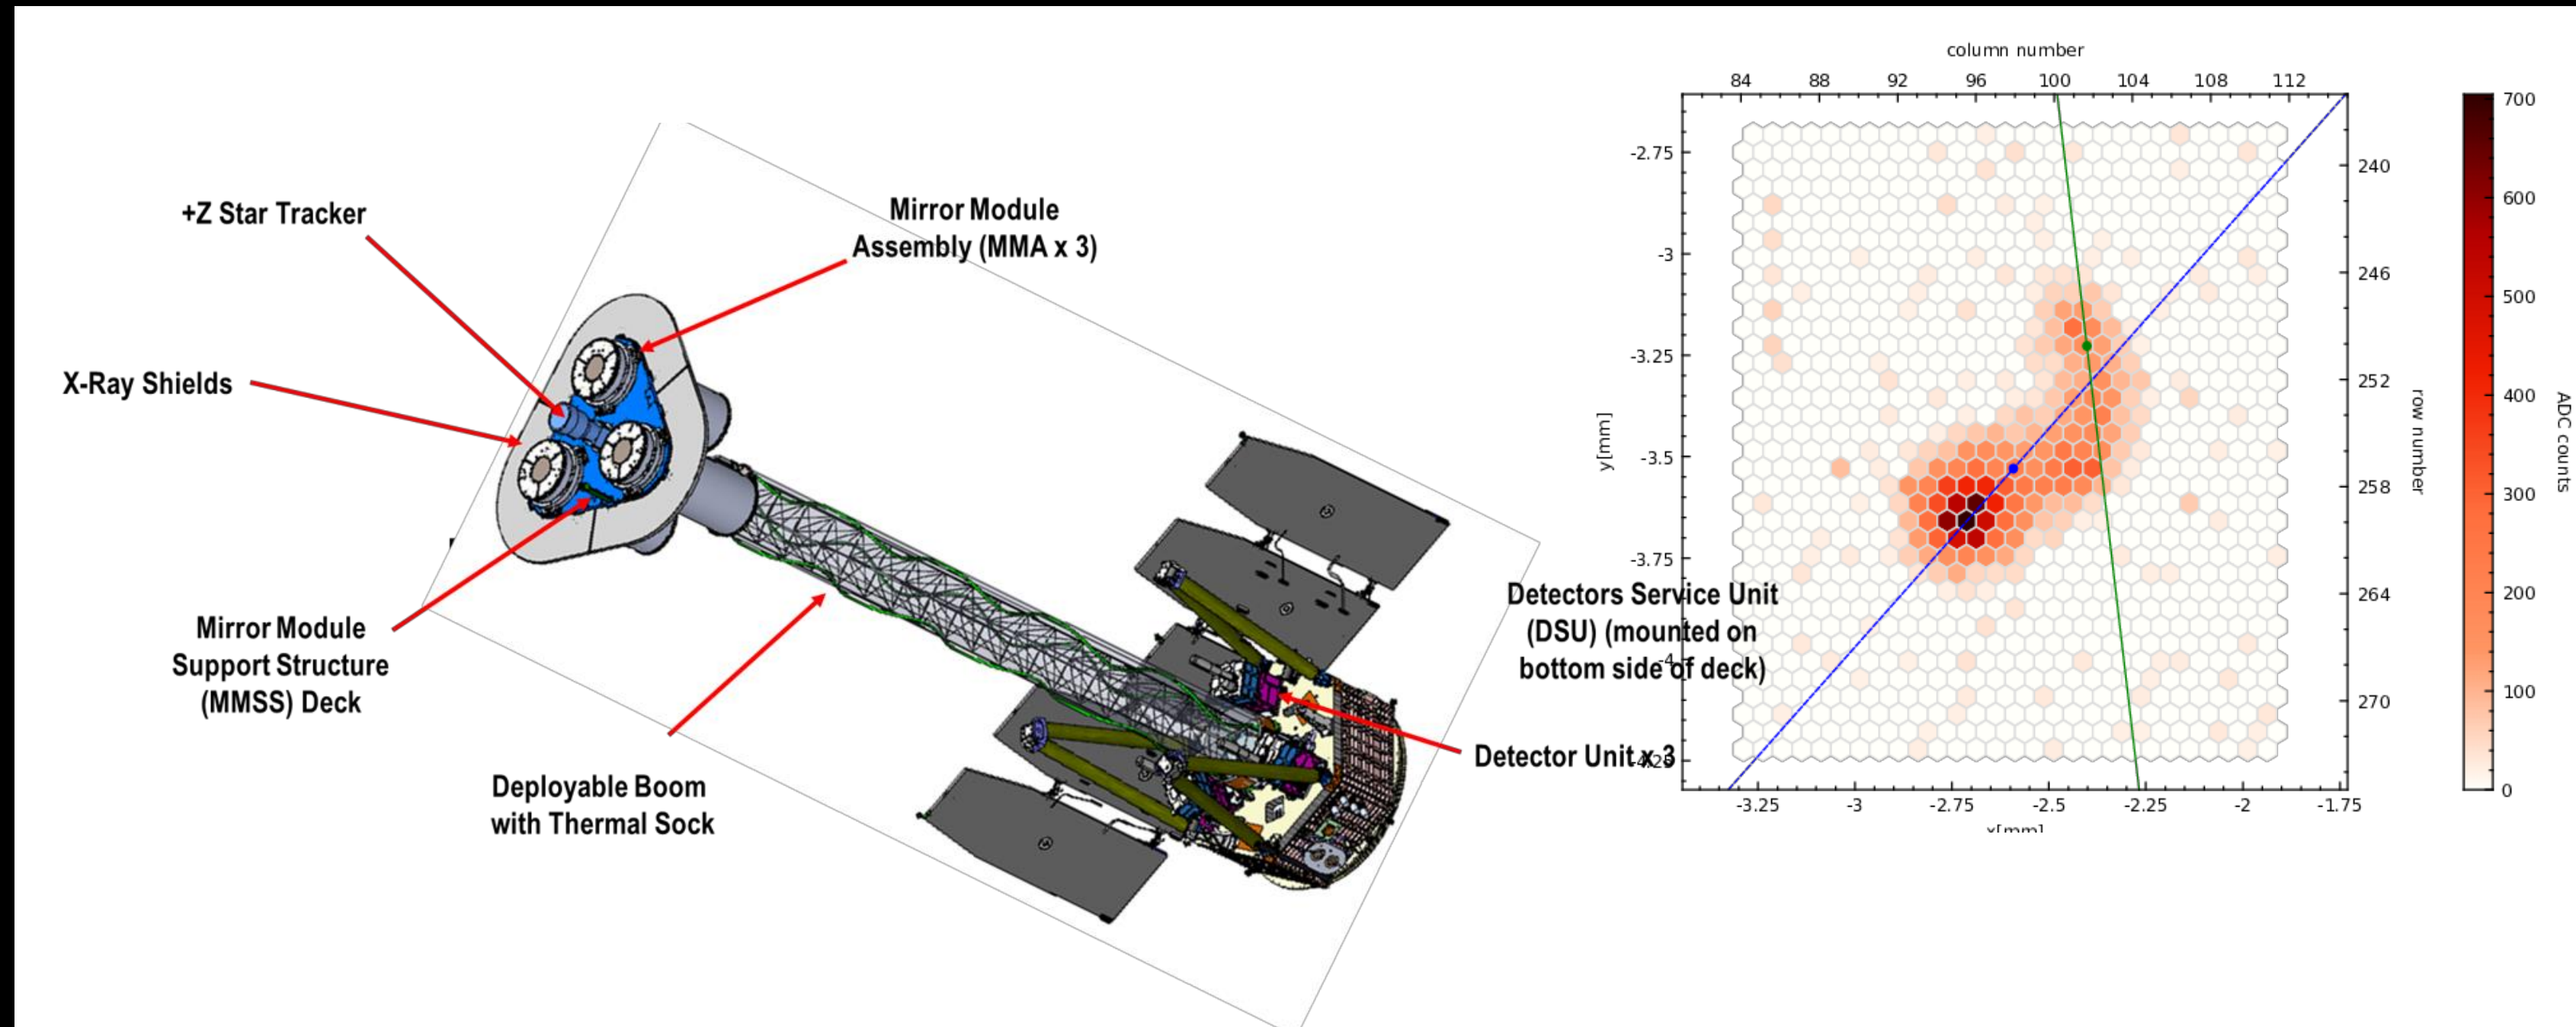 +Z Star Tracker
Mirror Module
Assembly (MMA x 3)
X-Ray Shields
Mirror Module
Support Structure
(MMSS) Deck
Deployable Boom
with Thermal Sock
Detectors Service Unit
(DSU) (mounted on
bottom side of deck)
Detector Unit x 3
column number
84 88 92 96 100 104 108 112
-2.75
-3
-3.25
-3.5
-3.75
-4
-4.25
y[mm]
240
246
252
258
264
270
row number
-3.25 -3 -2.75 -2.5 -2.25 -2 -1.75
x[mm]
700
600
500
400
300
200
100
0
ADC counts